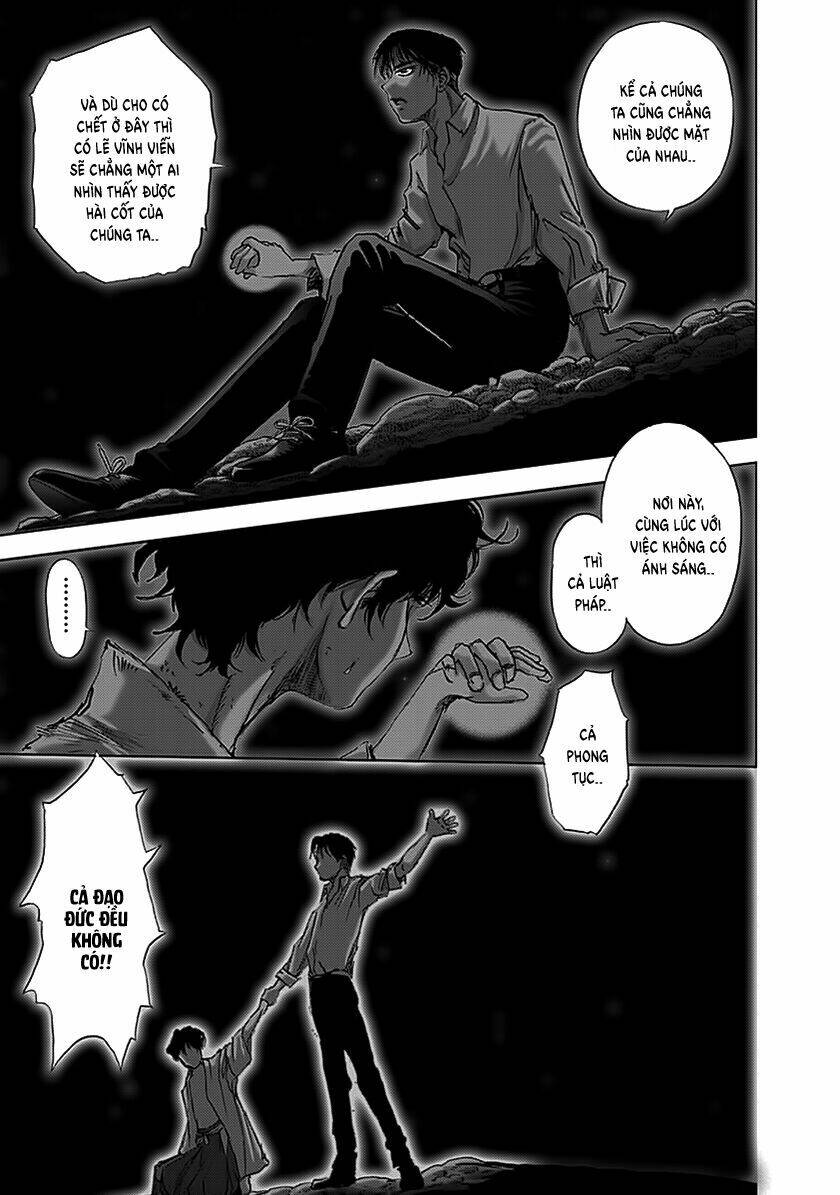 KỂ CẢ CHÚNG
TA CŨNG CHẲNG
NHÌN ĐƯỢC MẶT
CỦA NHAU..
VÀ DÙ CHO CÓ
CHẾT Ở ĐÂY THÌ
CÓ LẼ VĨNH VIỄN
SẼ CHẲNG MỘT AI
NHÌN THẤY ĐƯỢC
HÀI CỐT CỦA
CHÚNG TA..
NƠI NÀY,
CÙNG LÚC VỚI
VIỆC KHÔNG CÓ
ÁNH SÁNG..
THÌ
CẢ LUẬT
PHÁP..
........
CẢ
PHONG
TỤC..
CẢ ĐẠO
ĐỨC ĐỀU
KHÔNG
CÓ!!